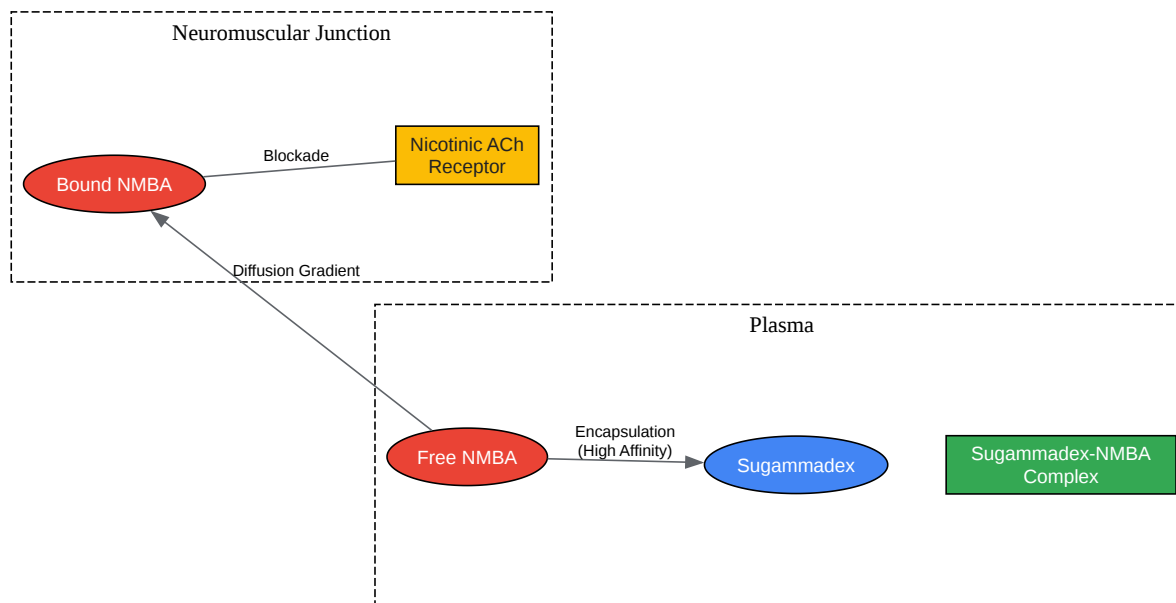 Neuromuscular Junction
Nicotinic ACh
Receptor
Blockade
Bound NMBA
Diffusion Gradient
Plasma
Encapsulation
(High Affinity)
Free NMBA
Sugammadex
Sugammadex-NMBA
Complex